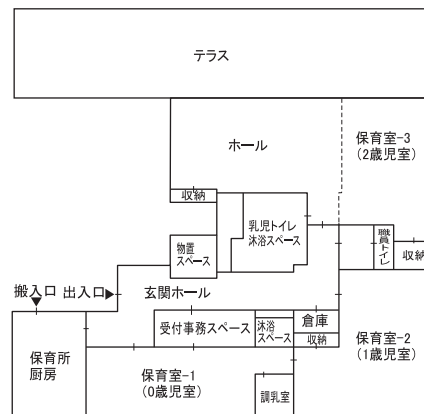 テラス
ホール
保育室-3
(2歳児室)
収納
乳児トイレ
沐浴スペース
職員トイレ
収納
物置
スペース
搬入口
出入口
玄関ホール
受付事務スペース
沐浴
スペース
倉庫
収納
保育所
厨房
保育室-2
(1歳児室)
保育室-1
(0歳児室)
調乳室